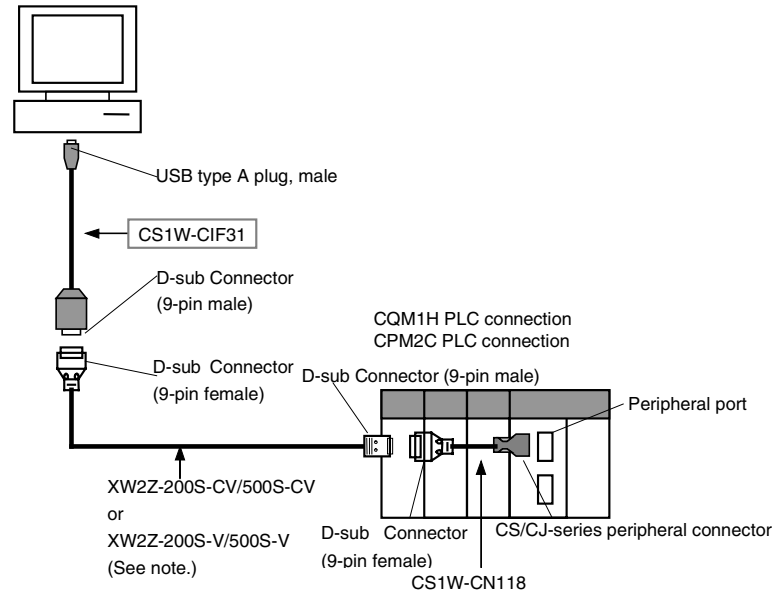 USB type A plug, male
CS1W-CIF31
D-sub Connector
(9-pin male)
CQM1H PLC connection
CPM2C PLC connection
D-sub Connector
(9-pin female)
D-sub Connector (9-pin male)
Peripheral port
XW2Z-200S-CV/500S-CV
or
XW2Z-200S-V/500S-V
(See note.)
D-sub Connector
(9-pin female)
CS/CJ-series peripheral connector
CS1W-CN118